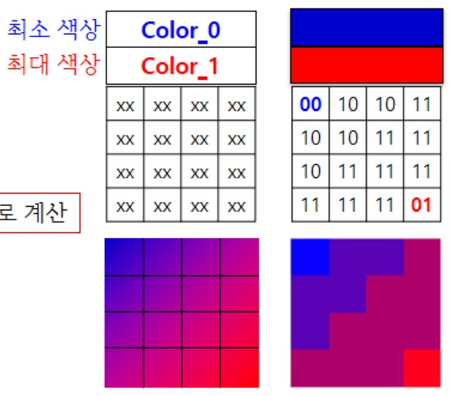 최소 색상 Color_0
최대 색상 Color_1
xx xx xx xx 00 10 10 11
xx xx xx xx 10 10 11 11
xx xx xx xx 10 11 11 11
xx xx xx xx 11 11 11 01
로 계산